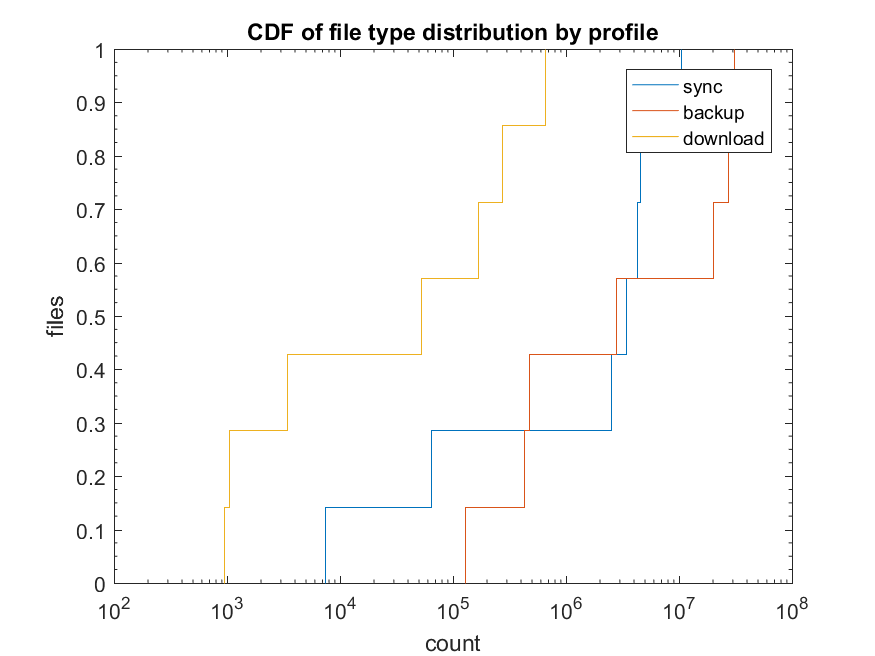 CDF of file type distribution by profile
1
0.9
0.8
0.7
0.6
0.5
0.4
0.3
0.2
0.1
0
files
sync
backup
download
10^2 10^3 10^4 10^5 10^6 10^7 10^8
count